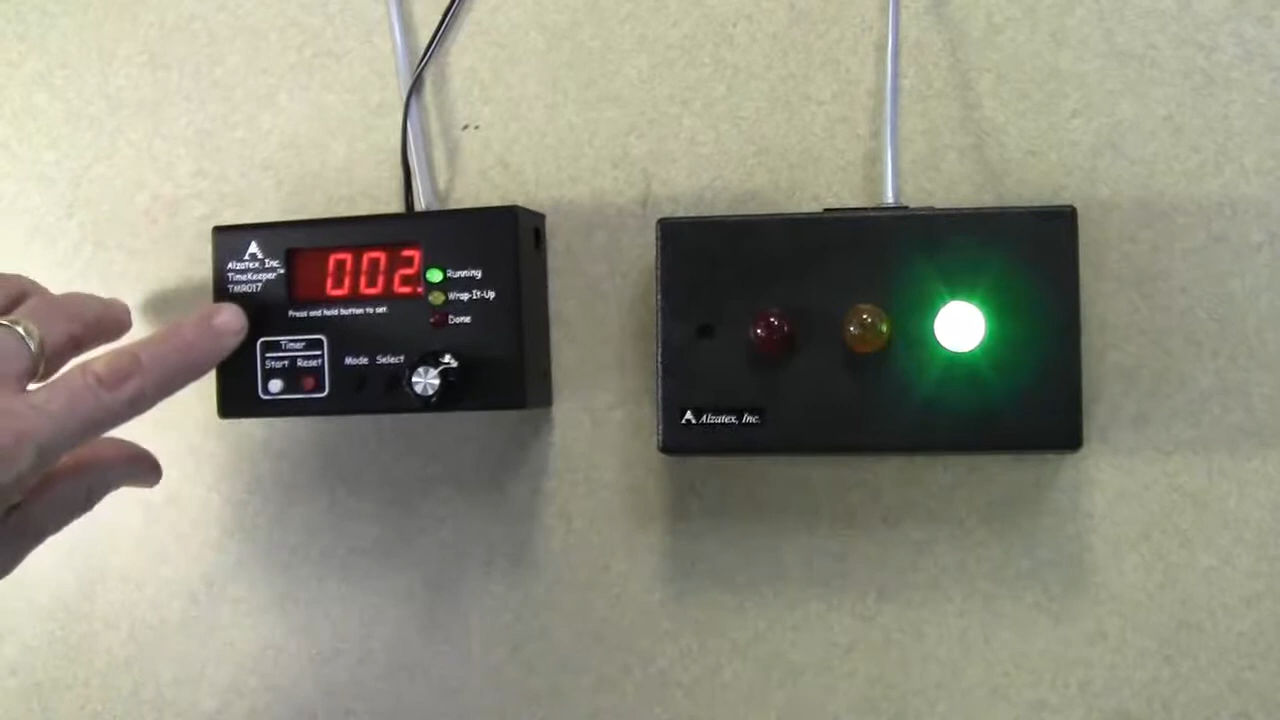 Alzatex, Inc.
TimeKeeper™
TMR017
002.
Running
Wrap-It-Up
Done
Press and hold button to set.
Timer
Start Reset
Mode Select
Alzatex, Inc.